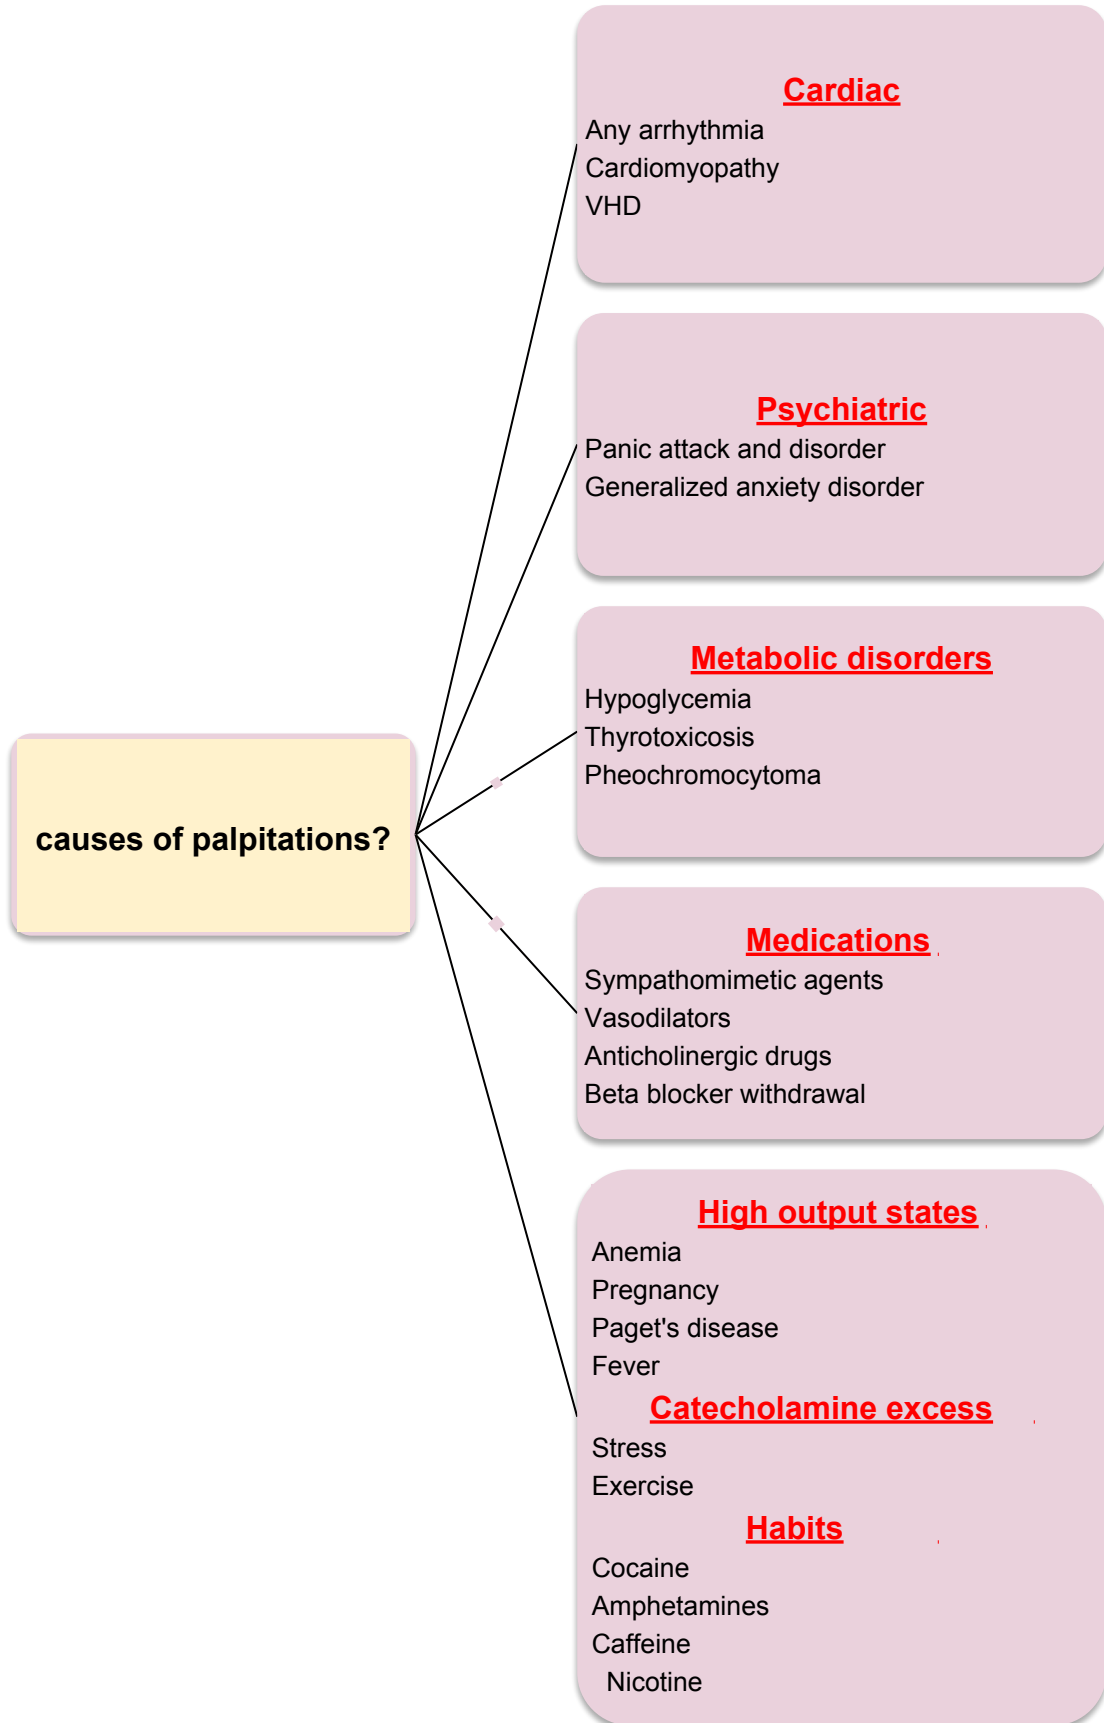 Cardiac
Any arrhythmia
Cardiomyopathy
VHD
Psychiatric
Panic attack and disorder
Generalized anxiety disorder
Metabolic disorders
Hypoglycemia
Thyrotoxicosis
Pheochromocytoma
causes of palpitations?
Medications
Sympathomimetic agents
Vasodilators
Anticholinergic drugs
Beta blocker withdrawal
High output states
Anemia
Pregnancy
Paget's disease
Fever
Catecholamine excess
Stress
Exercise
Habits
Cocaine
Amphetamines
Caffeine
Nicotine